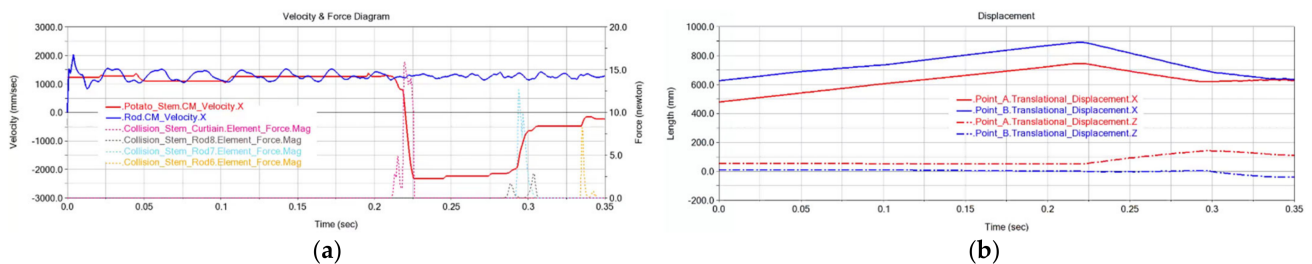 Velocity & Force Diagram
3000.0
2000.0
1000.0
0.0
-1000.0
-2000.0
-3000.0
Velocity (mm/sec)
20.0
15.0
10.0
5.0
0.0
Force (newton)
.Potato_Stem.CM_Velocity.X
.Rod.CM_Velocity.X
.Collision_Stem_Curtiain.Element_Force.Mag
.Collision_Stem_Rod8.Element_Force.Mag
.Collision_Stem_Rod7.Element_Force.Mag
.Collision_Stem_Rod6.Element_Force.Mag
0.0 0.05 0.1 0.15 0.2 0.25 0.3 0.35
Time (sec)
(a)
Displacement
1000.0
800.0
600.0
400.0
200.0
0.0
-200.0
Length (mm)
.Point_A.Translational_Displacement.X
.Point_B.Translational_Displacement.X
.Point_A.Translational_Displacement.Z
.Point_B.Translational_Displacement.Z
0.0 0.05 0.1 0.15 0.2 0.25 0.3 0.35
Time (sec)
(b)